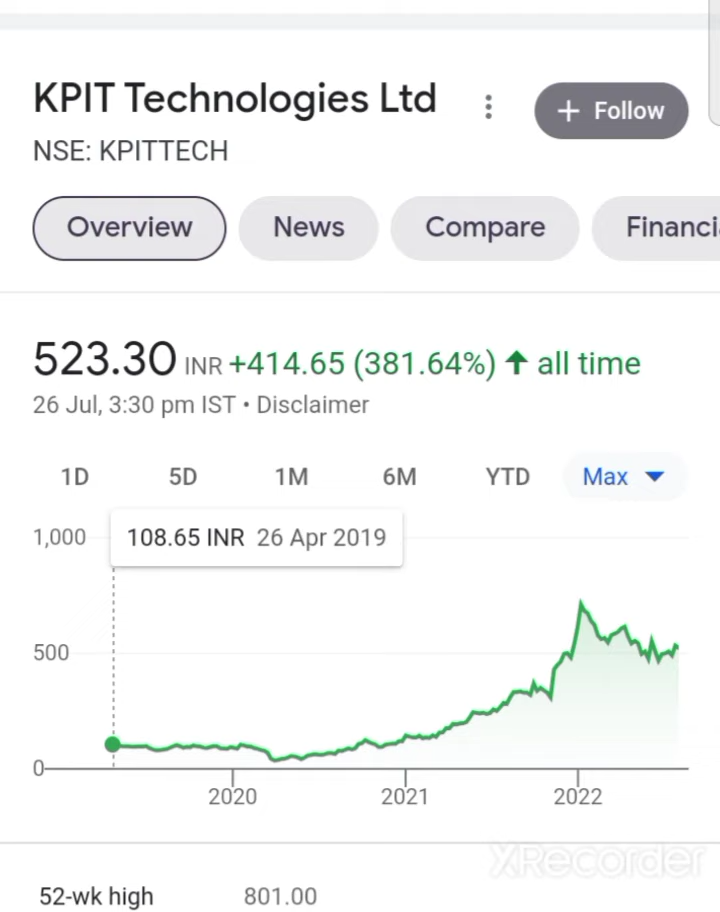 KPIT Technologies Ltd
+ Follow
NSE: KPITTECH
Overview News Compare Financi
523.30 INR +414.65 (381.64%) ↑ all time
26 Jul, 3:30 pm IST • Disclaimer
1D 5D 1M 6M YTD Max
1,000
108.65 INR 26 Apr 2019
500
0
2020 2021 2022
XRecorder
52-wk high 801.00